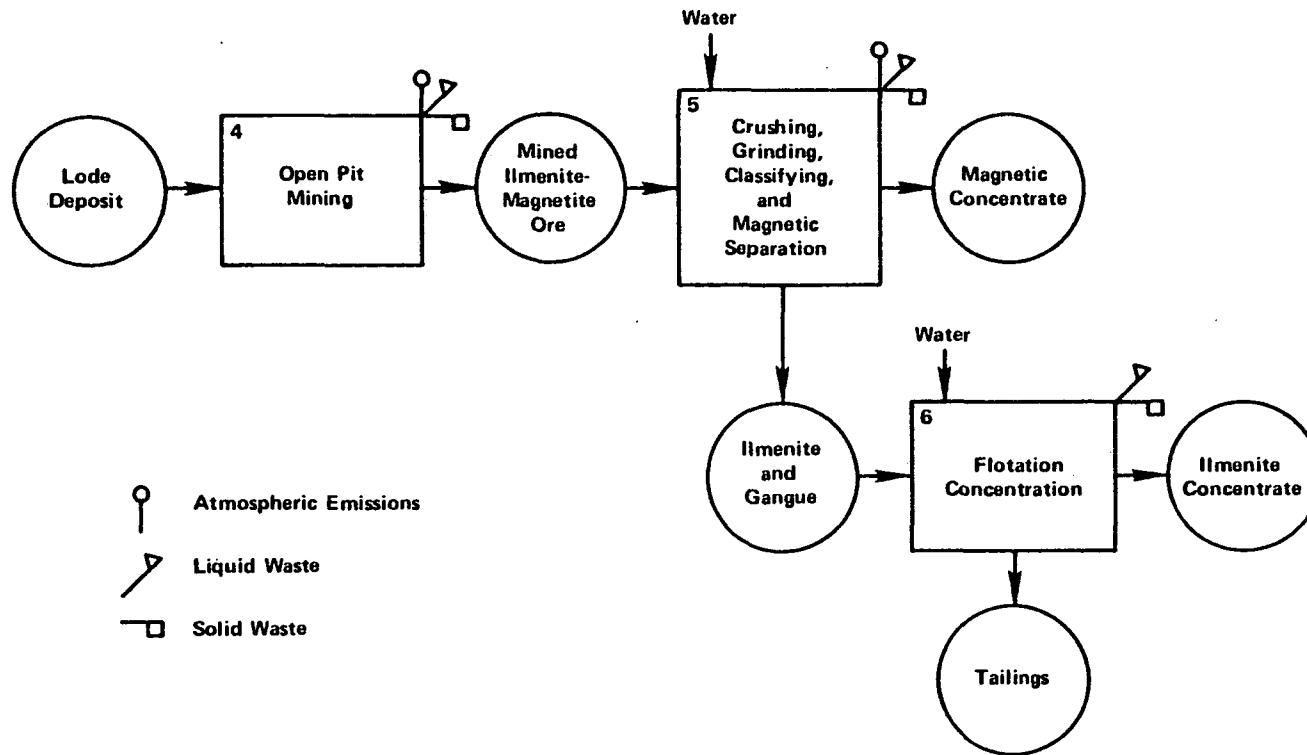 Water
4
Open Pit
Mining
Lode
Deposit
Mined
Ilmenite-
Magnetite
Ore
5
Crushing,
Grinding,
Classifying,
and
Magnetic
Separation
Magnetic
Concentrate
Water
6
Ilmenite
and
Gangue
Flotation
Concentration
Ilmenite
Concentrate
Tailings
Atmospheric Emissions
Liquid Waste
Solid Waste